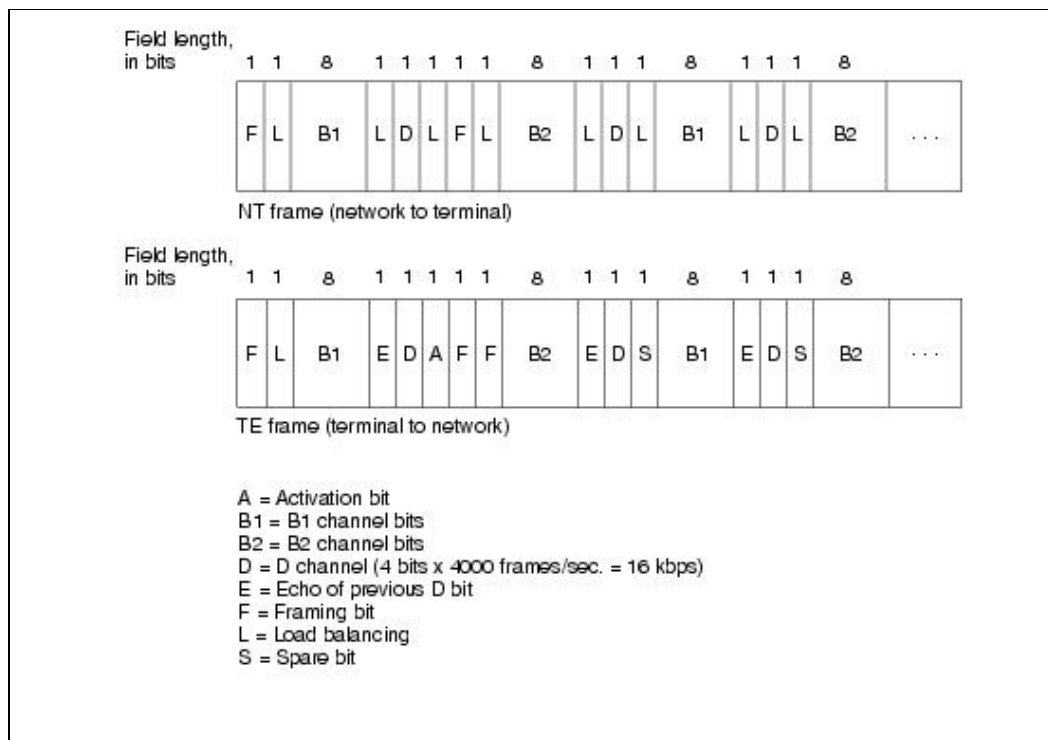 Field length,
in bits 1 1 8 1 1 1 1 1 8 1 1 1 8 1 1 1 8
F L B1 L D L F L B2 L D L B1 L D L B2 . . .
NT frame (network to terminal)
Field length,
in bits 1 1 8 1 1 1 1 1 8 1 1 1 8 1 1 1 8
F L B1 E D A F F B2 E D S B1 E D S B2 . . .
TE frame (terminal to network)
A = Activation bit
B1 = B1 channel bits
B2 = B2 channel bits
D = D channel (4 bits x 4000 frames/sec. = 16 kbps)
E = Echo of previous D bit
F = Framing bit
L = Load balancing
S = Spare bit